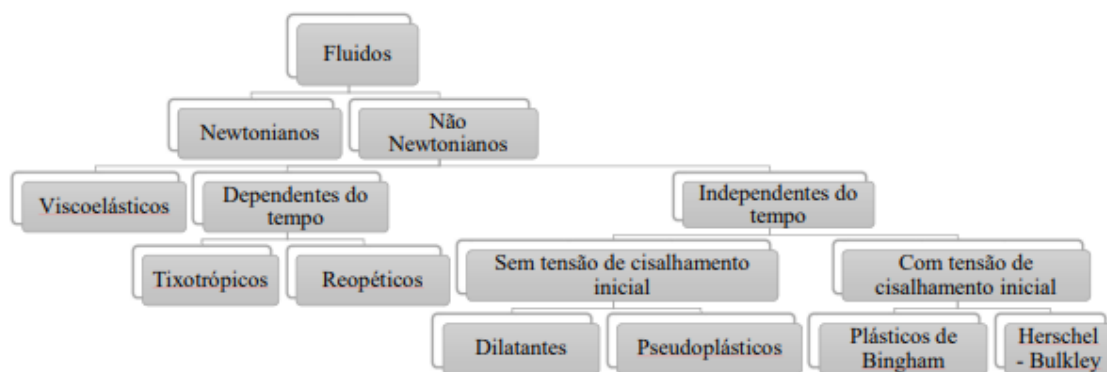 Fluidos
Newtonianos
Não
Newtonianos
Viscoelásticos
Dependentes do
tempo
Independentes do
tempo
Tixotrópicos
Reopéticos
Sem tensão de cisalhamento
inicial
Com tensão de
cisalhamento inicial
Dilatantes
Pseudoplásticos
Plásticos de
Bingham
Herschel
- Bulkley